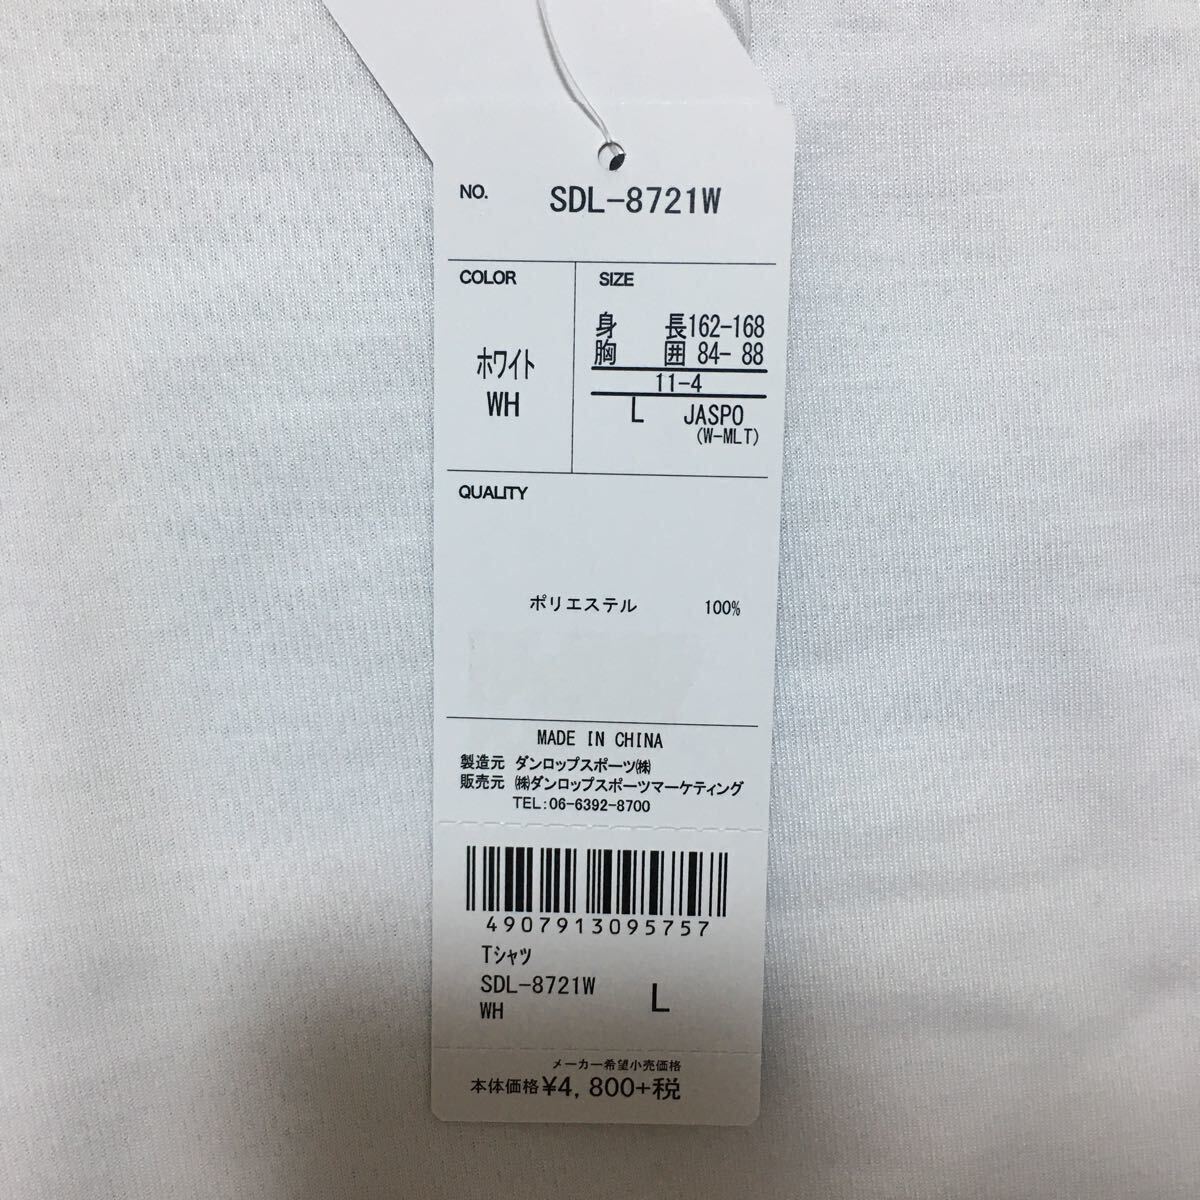 NO. SDL-8721W
COLOR
ホワイト
WH
SIZE
身 長162-168
胸 囲 84- 88
11-4
L JASPO
(W-MLT)
QUALITY
ポリエステル 100%
MADE IN CHINA
製造元 ダンロップスポーツ㈱
販売元 ㈱ダンロップスポーツマーケティング
TEL:06-6392-8700
4907913095757
Tシャツ
SDL-8721W
WH
L
メーカー希望小売価格
本体価格¥4,800+税